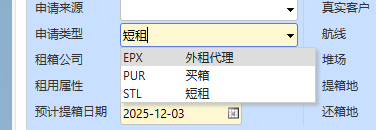 申请来源 真实客户
申请类型 短租 航线
租箱公司 EPX 外租代理 堆场
租用属性 PUR 买箱 提箱地
STL 短租
预计提箱日期 2025-12-03 还箱地